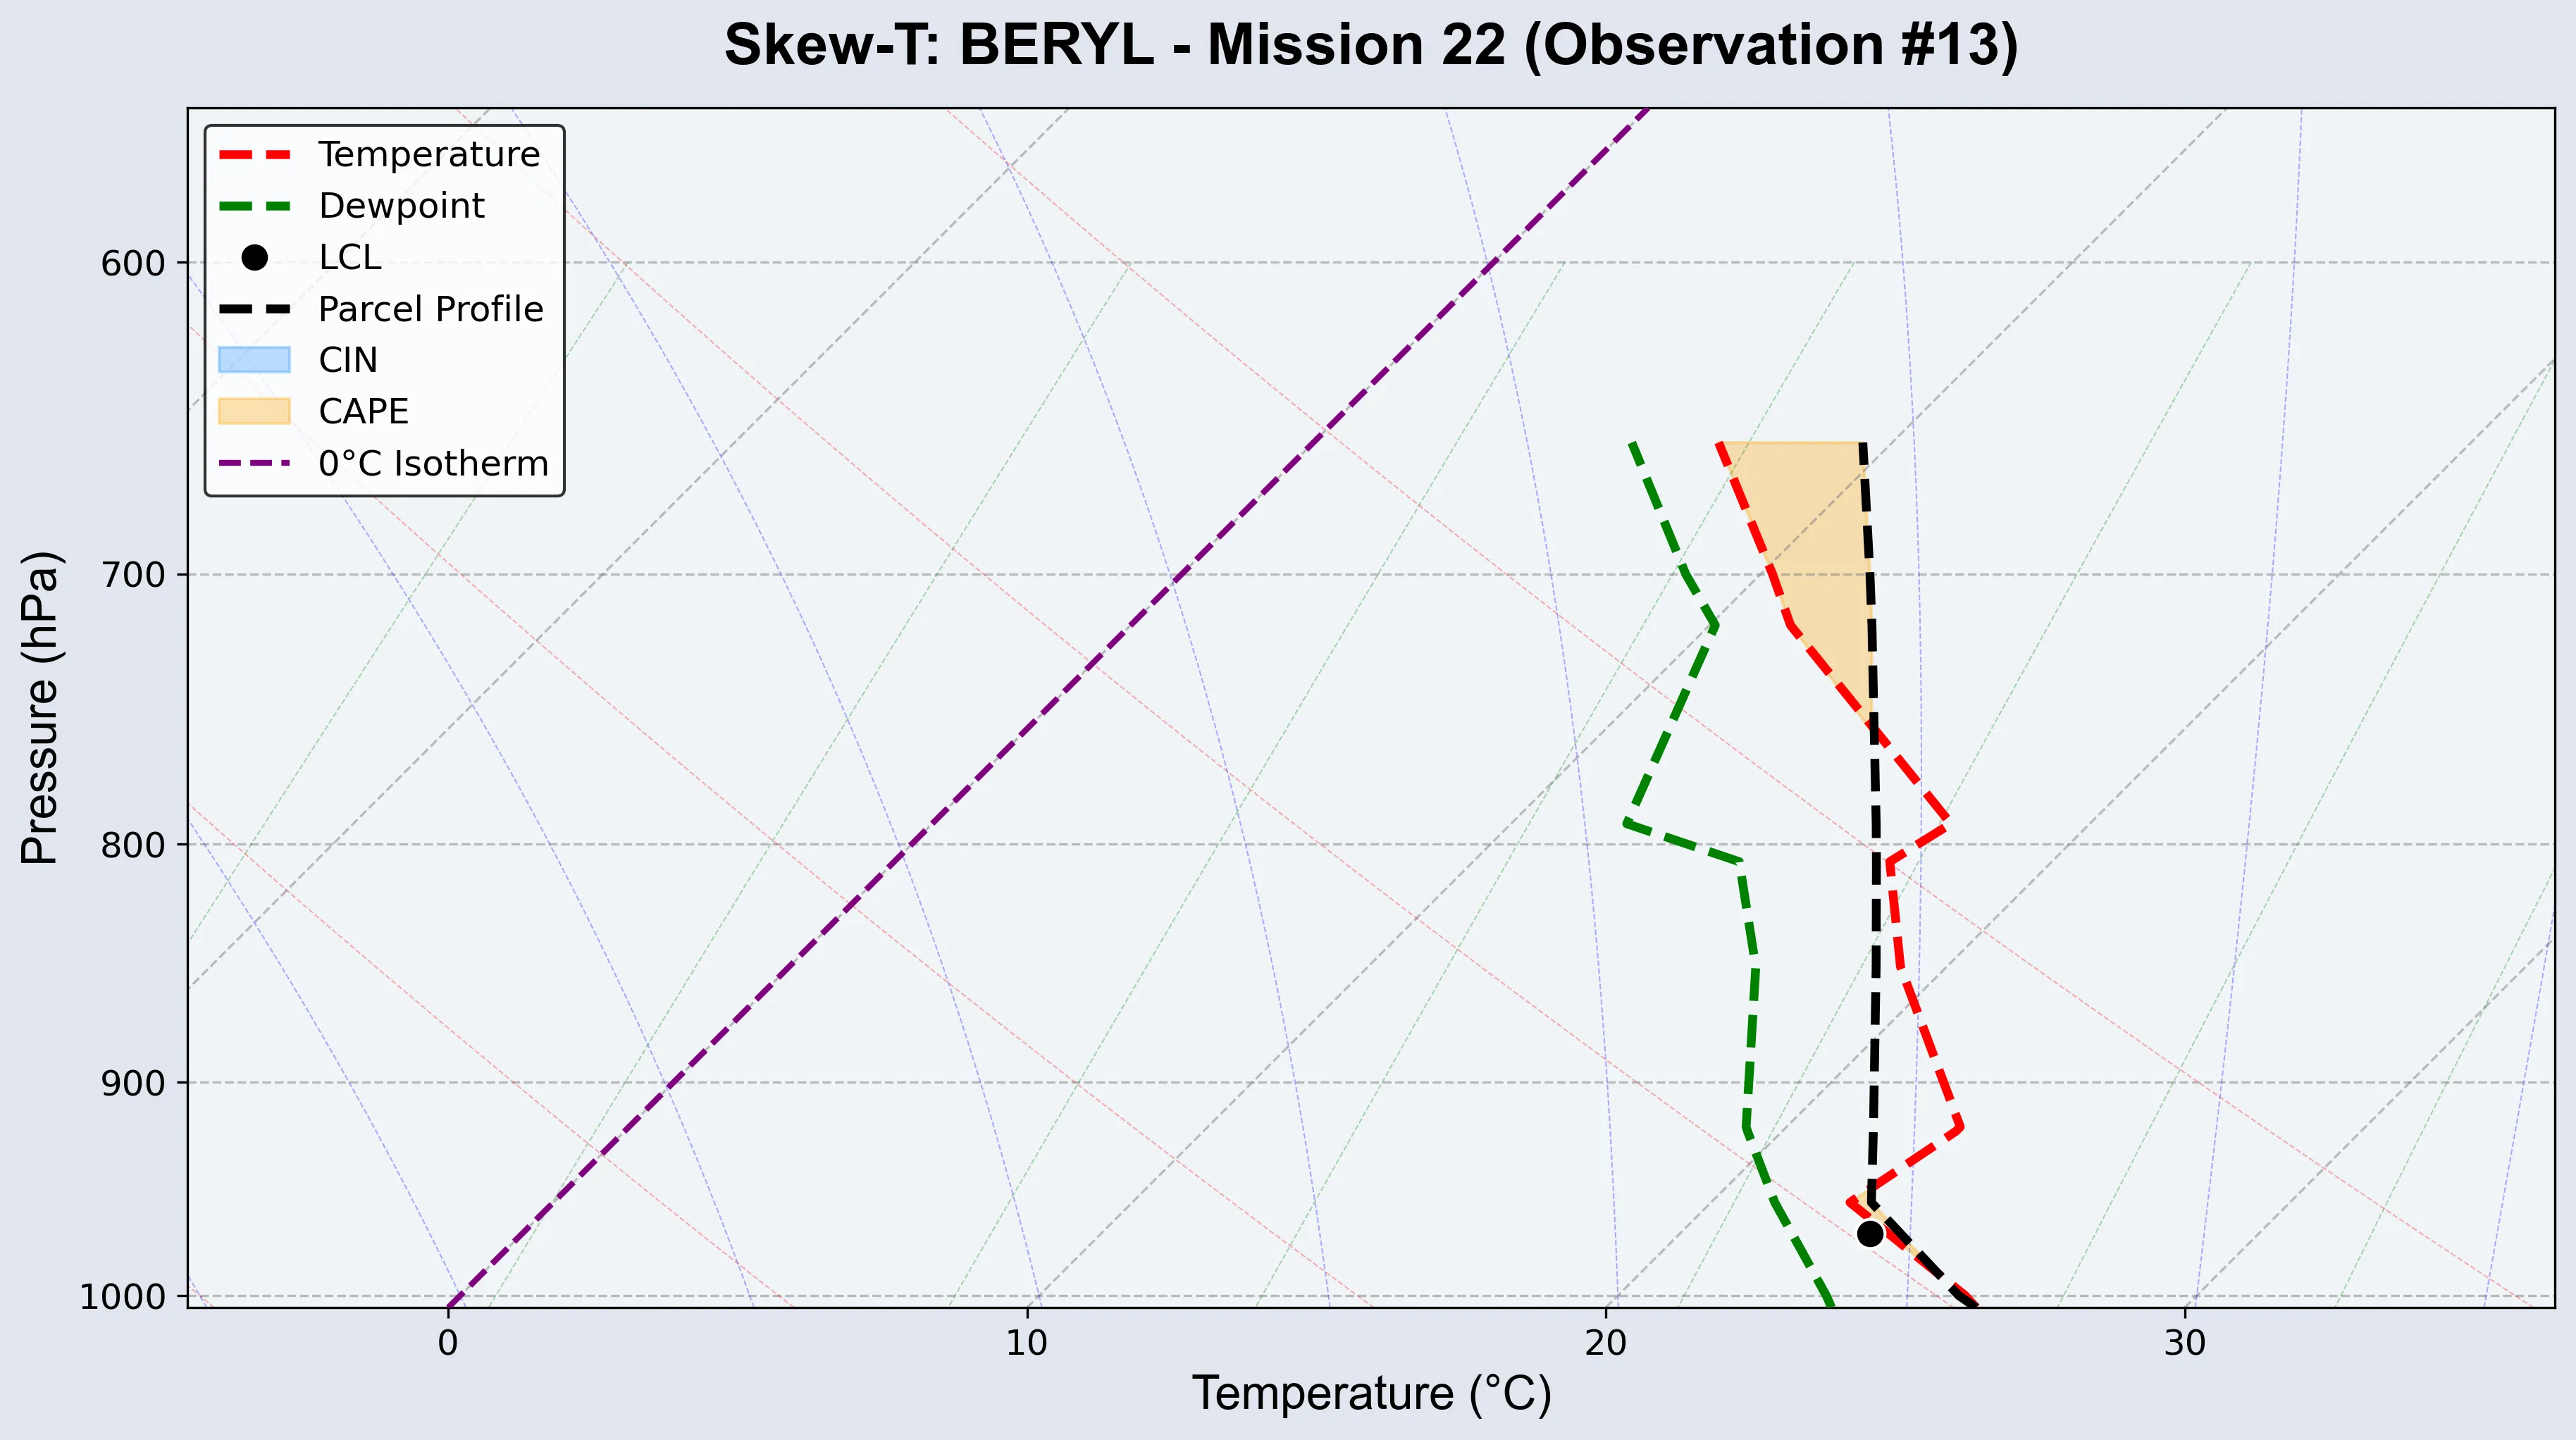 Skew-T: BERYL - Mission 22 (Observation #13)
Temperature
Dewpoint
LCL
Parcel Profile
CIN
CAPE
0°C Isotherm
Pressure (hPa)
600
700
800
900
1000
0 10 20 30
Temperature (°C)